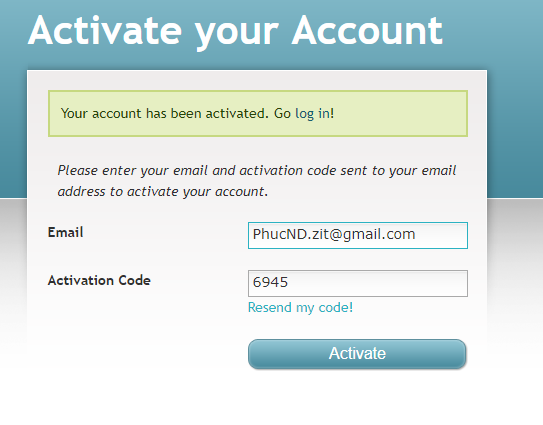 Activate your Account
Your account has been activated. Go log in!
Please enter your email and activation code sent to your email
address to activate your account.
Email
PhucND.zit@gmail.com
Activation Code
6945
Resend my code!
Activate